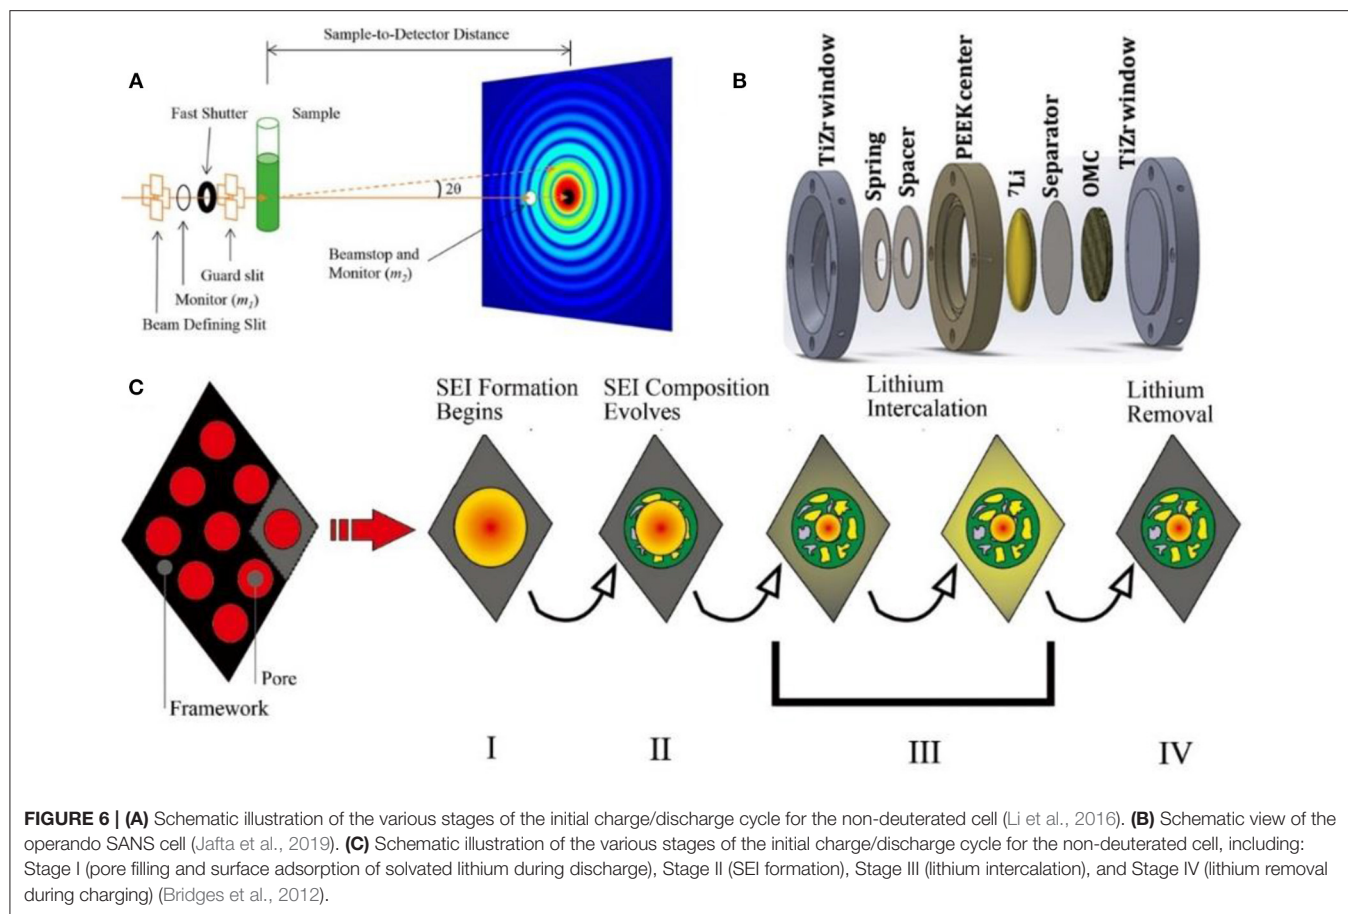 A
Sample-to-Detector Distance
Fast Shutter
Sample
2θ
Beamstop and
Monitor (m₂)
Guard slit
Monitor (m₁)
Beam Defining Slit
B
TiZr window
Spring
Spacer
PEEK center
⁷Li
Separator
OMC
TiZr window
C
Framework
Pore
SEI Formation
Begins
SEI Composition
Evolves
Lithium
Intercalation
Lithium
Removal
I
II
III
IV
FIGURE 6 | (A) Schematic illustration of the various stages of the initial charge/discharge cycle for the non-deuterated cell (Li et al., 2016). (B) Schematic view of the
operando SANS cell (Jafta et al., 2019). (C) Schematic illustration of the various stages of the initial charge/discharge cycle for the non-deuterated cell, including:
Stage I (pore filling and surface adsorption of solvated lithium during discharge), Stage II (SEI formation), Stage III (lithium intercalation), and Stage IV (lithium removal
during charging) (Bridges et al., 2012).